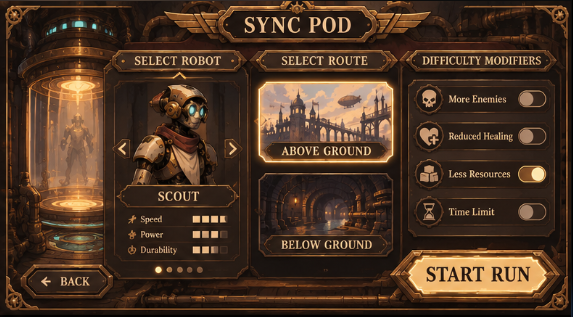 SYNC POD
SELECT ROBOT
SCOUT
Speed
Power
Durability
SELECT ROUTE
ABOVE GROUND
BELOW GROUND
DIFFICULTY MODIFIERS
More Enemies
Reduced Healing
Less Resources
Time Limit
← BACK
START RUN